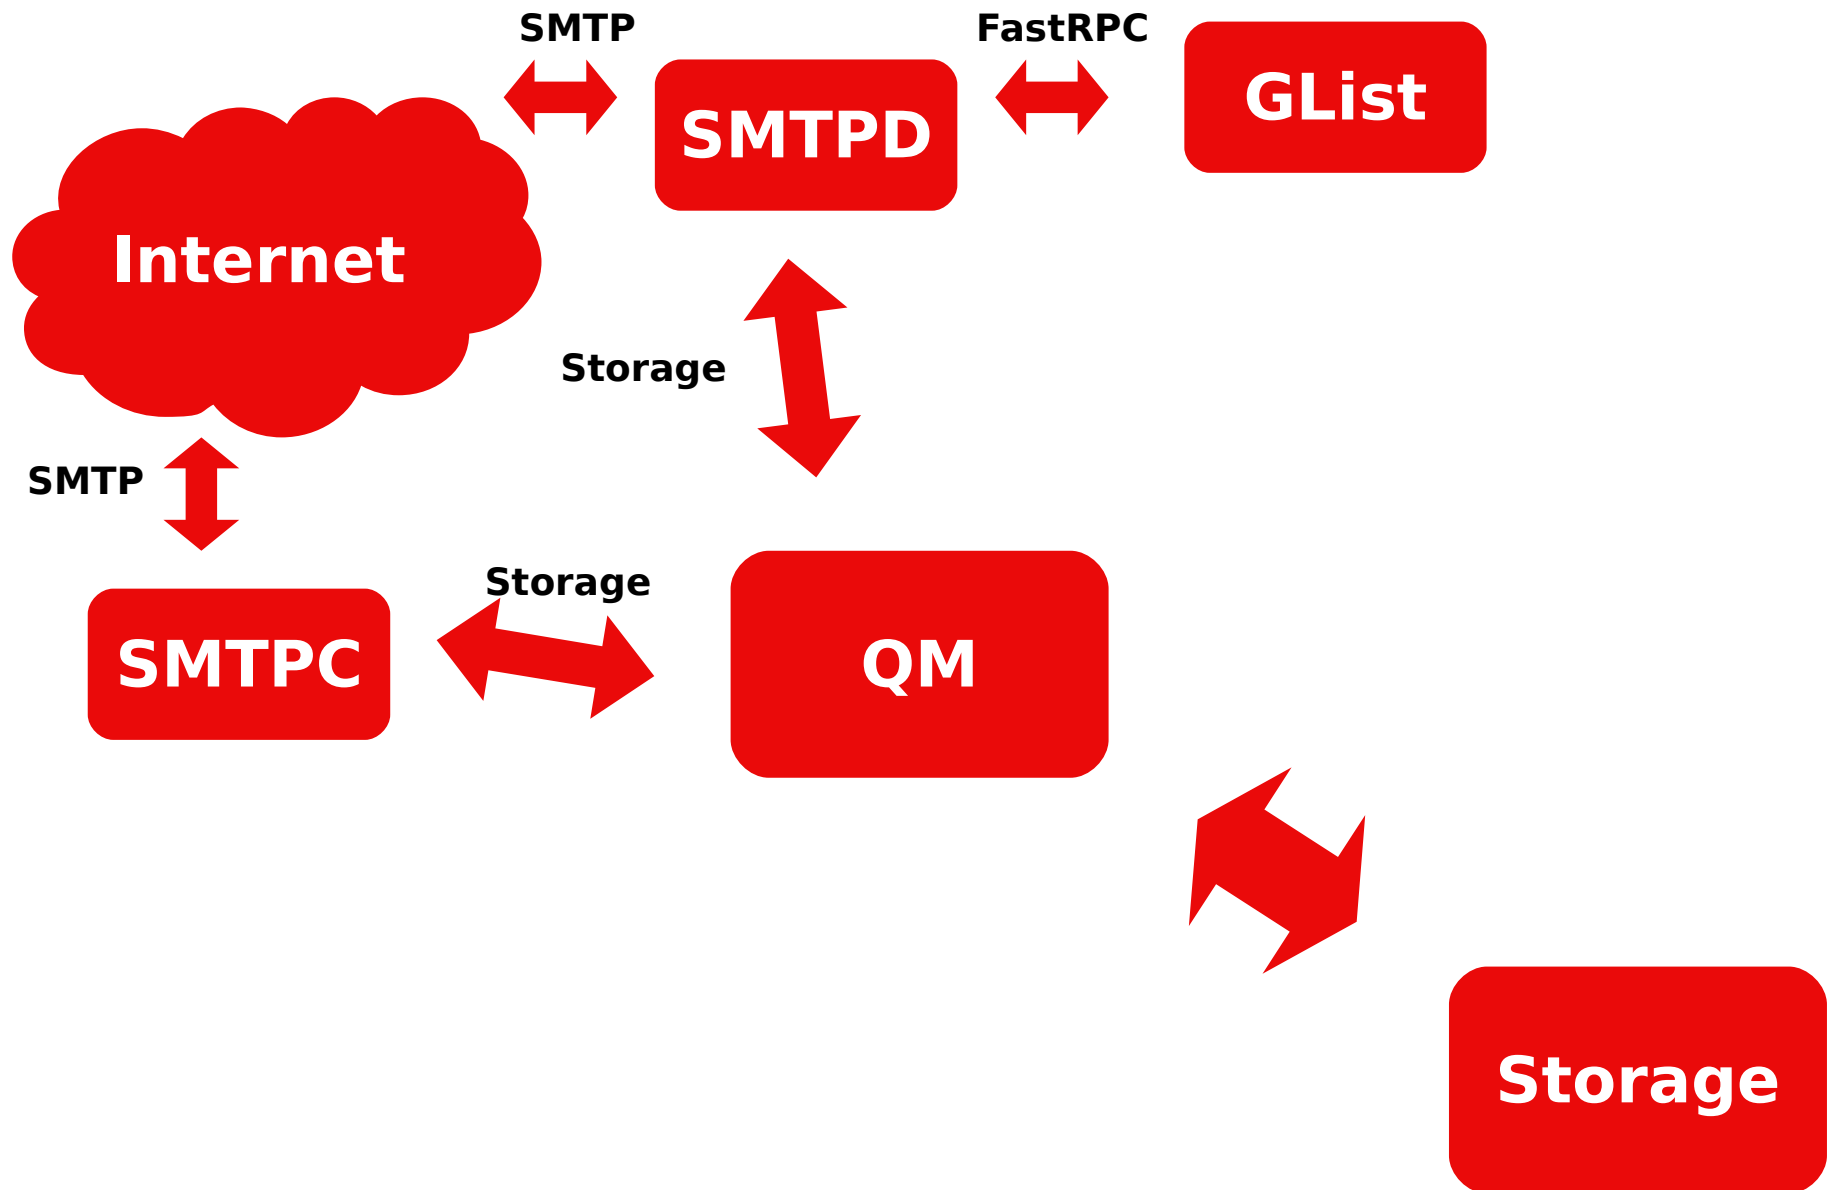 SMTP
FastRPC
SMTPD
GList
Internet
Storage
SMTP
Storage
SMTPC
QM
Storage